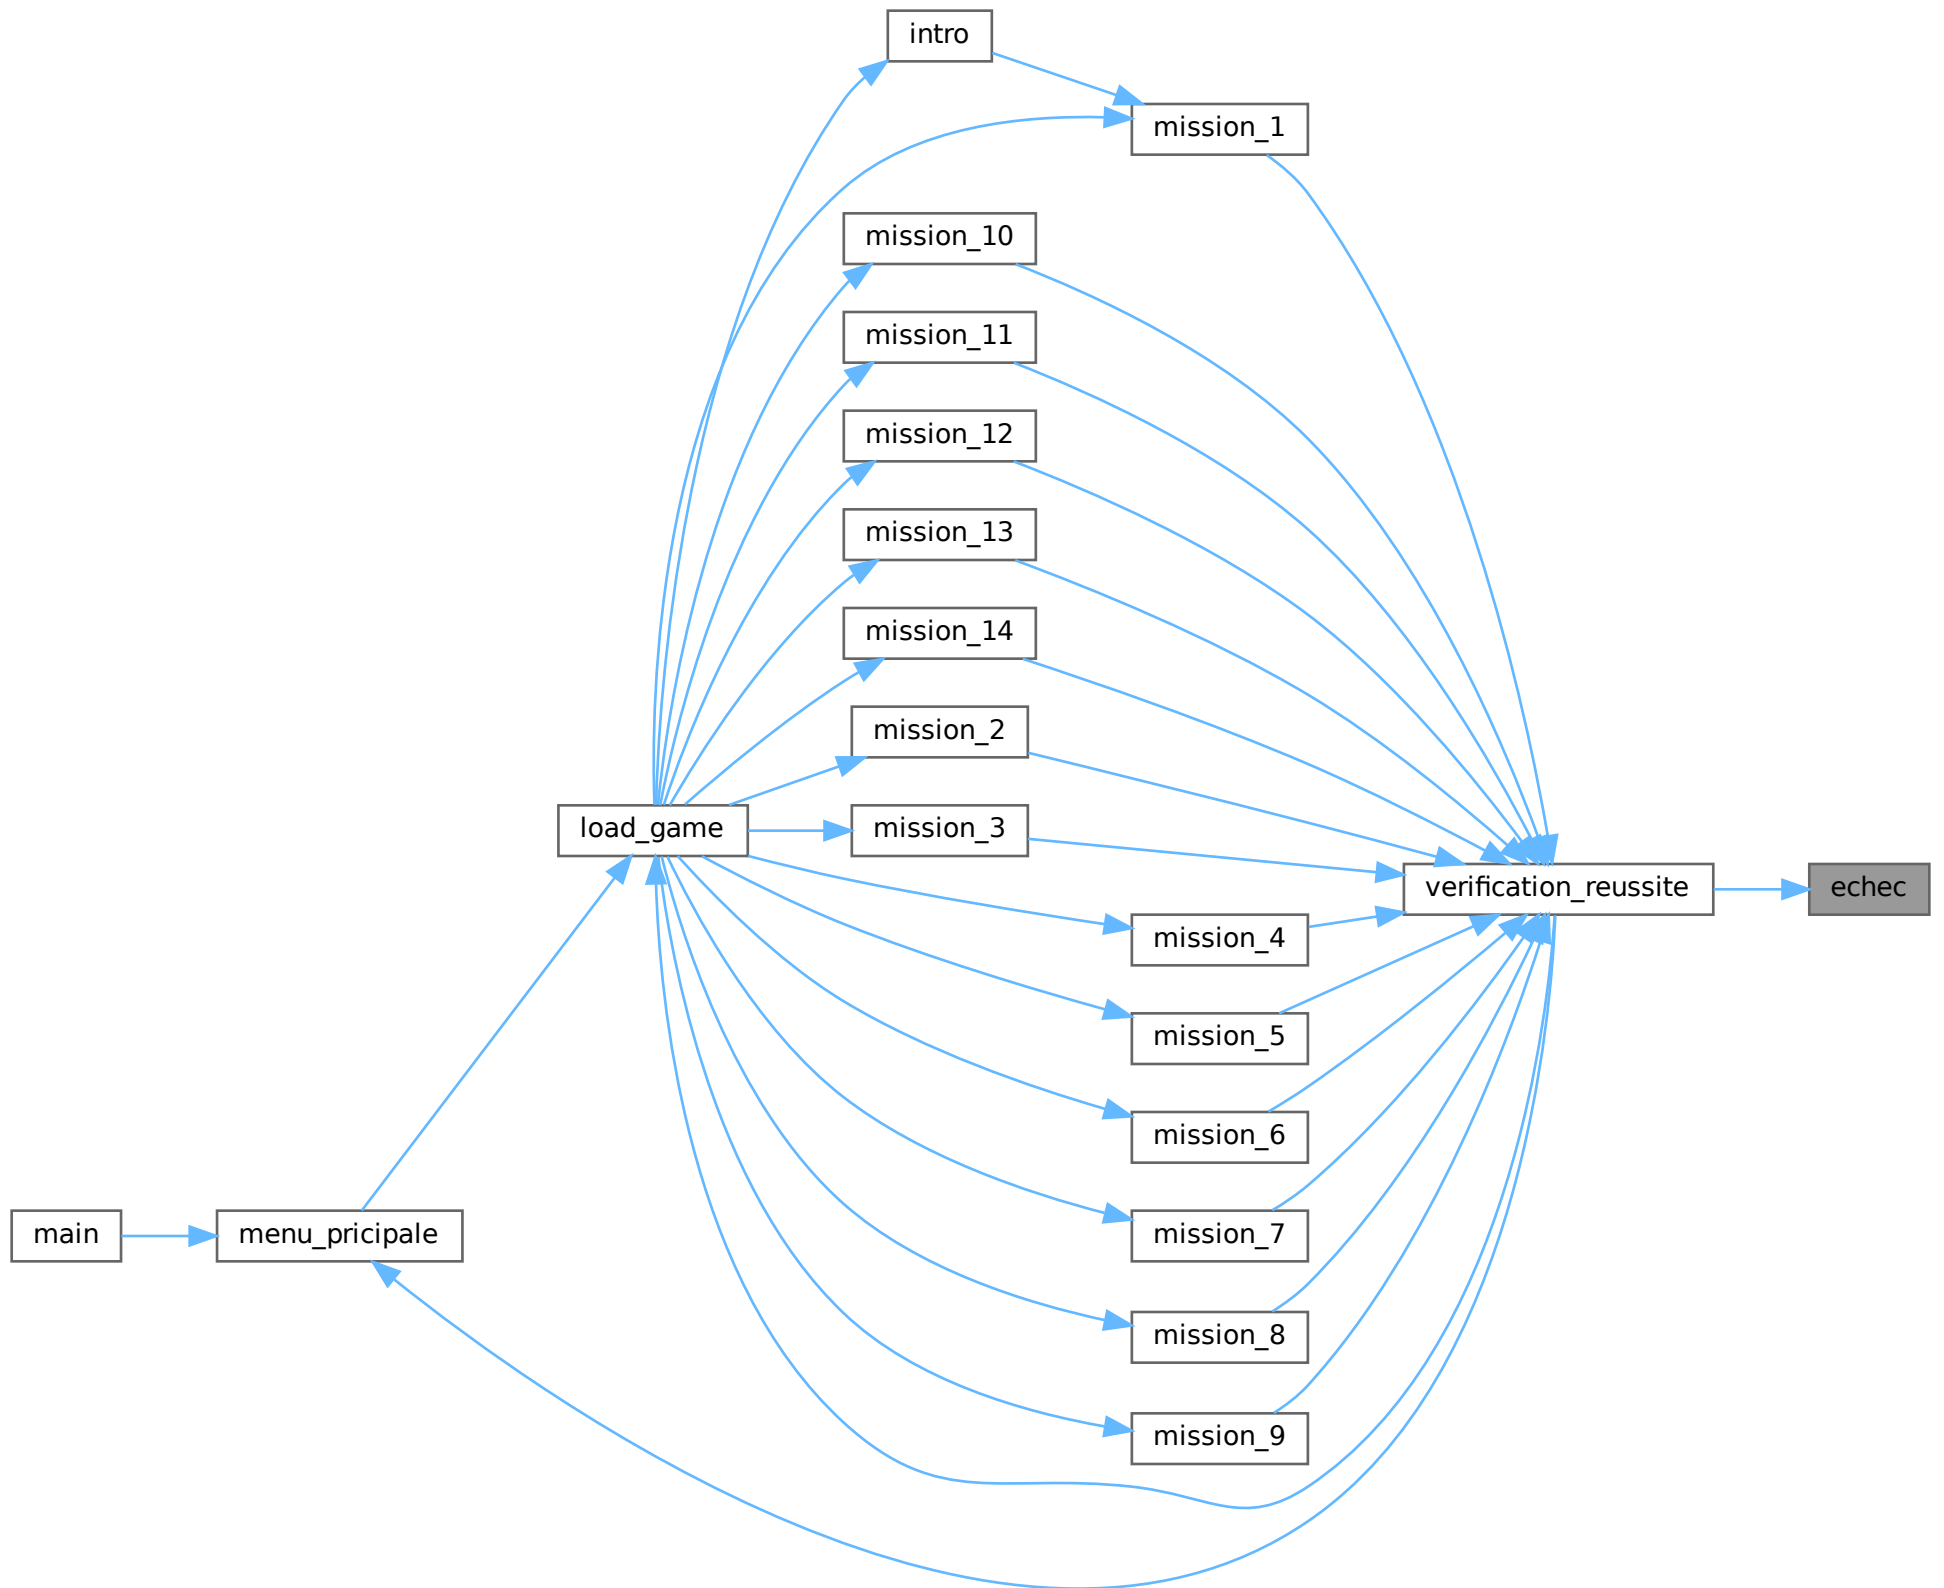 intro
mission_1
mission_10
mission_11
mission_12
mission_13
mission_14
mission_2
load_game
mission_3
verification_reussite
echec
mission_4
mission_5
mission_6
mission_7
main
menu_pricipale
mission_8
mission_9